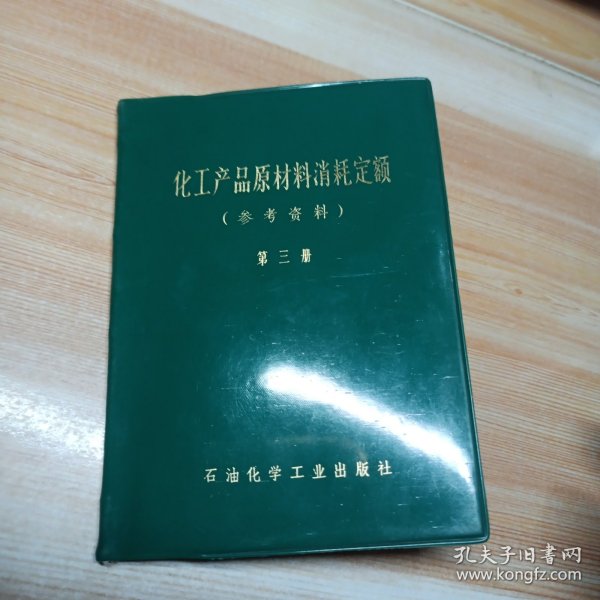 化工产品原材料消耗定额
(参考资料)
第三册
石油化学工业出版社
孔夫子旧书网
www.kongfz.com